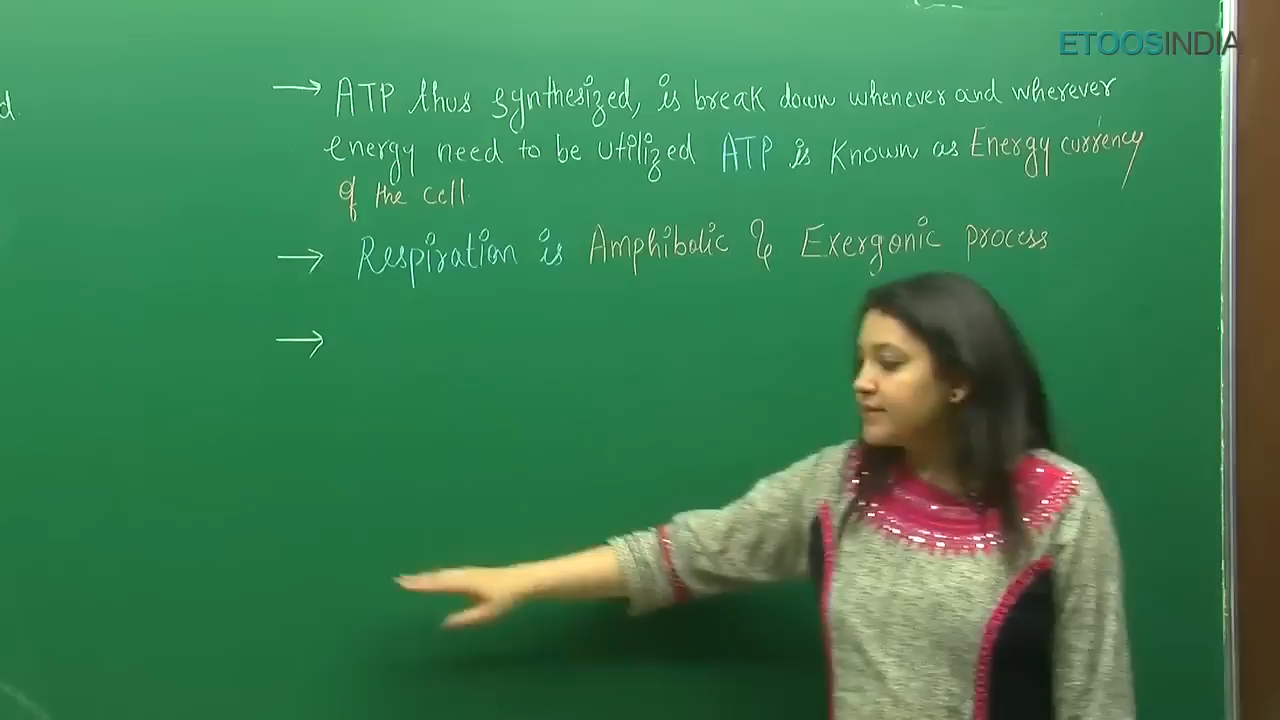 ETOOSINDIA
d.
→ ATP thus synthesized, is break down whenever and wherever
energy need to be utilized ATP is known as Energy currency
of the cell.
→ Respiration is Amphibolic & Exergonic process
→